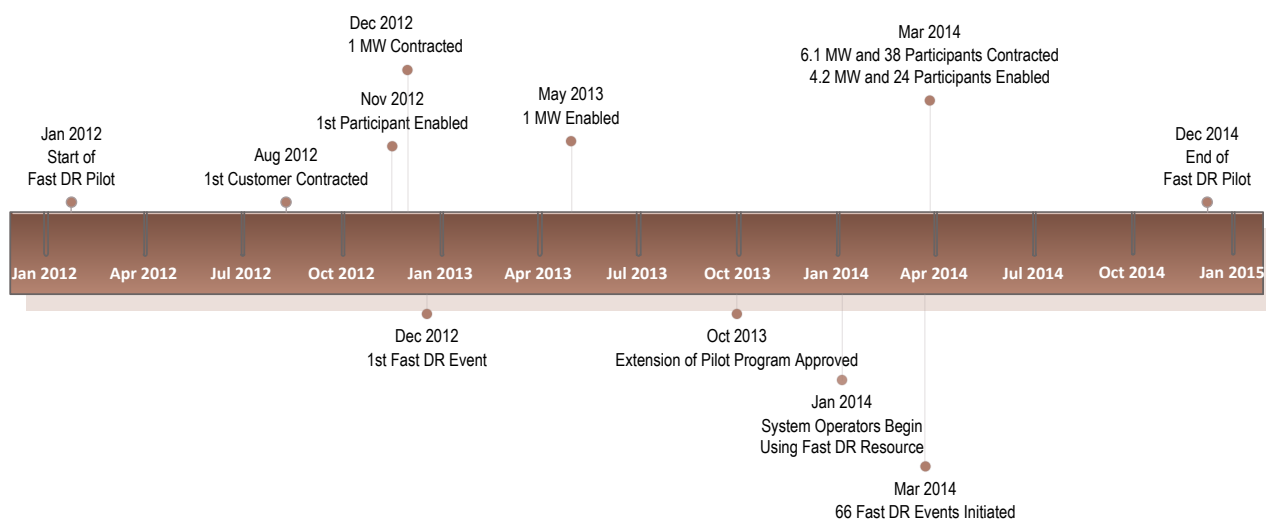 Dec 2012
1 MW Contracted
Mar 2014
6.1 MW and 38 Participants Contracted
4.2 MW and 24 Participants Enabled
Nov 2012
1st Participant Enabled
May 2013
1 MW Enabled
Jan 2012
Start of
Fast DR Pilot
Aug 2012
1st Customer Contracted
Dec 2014
End of
Fast DR Pilot
Jan 2012 Apr 2012 Jul 2012 Oct 2012 Jan 2013 Apr 2013 Jul 2013 Oct 2013 Jan 2014 Apr 2014 Jul 2014 Oct 2014 Jan 2015
Dec 2012
1st Fast DR Event
Oct 2013
Extension of Pilot Program Approved
Jan 2014
System Operators Begin
Using Fast DR Resource
Mar 2014
66 Fast DR Events Initiated